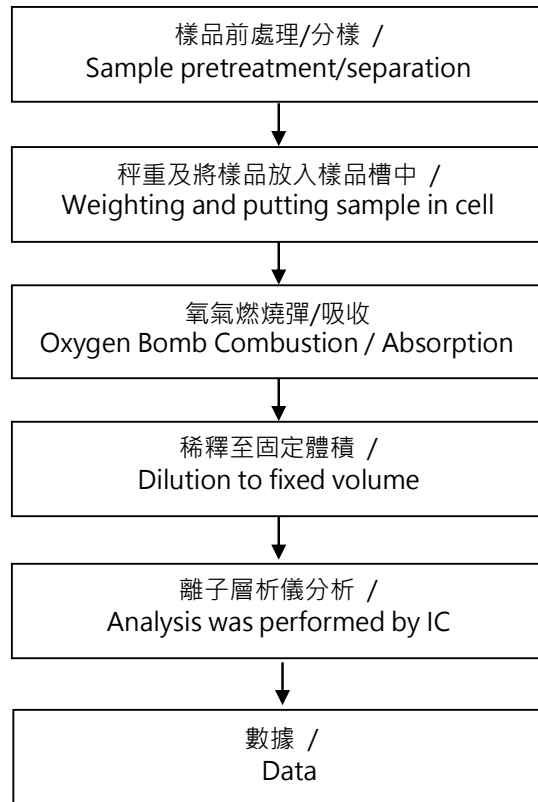 樣品前處理/分樣 /
Sample pretreatment/separation
秤重及將樣品放入樣品槽中 /
Weighting and putting sample in cell
氧氣燃燒彈/吸收
Oxygen Bomb Combustion / Absorption
稀釋至固定體積 /
Dilution to fixed volume
離子層析儀分析 /
Analysis was performed by IC
數據 /
Data